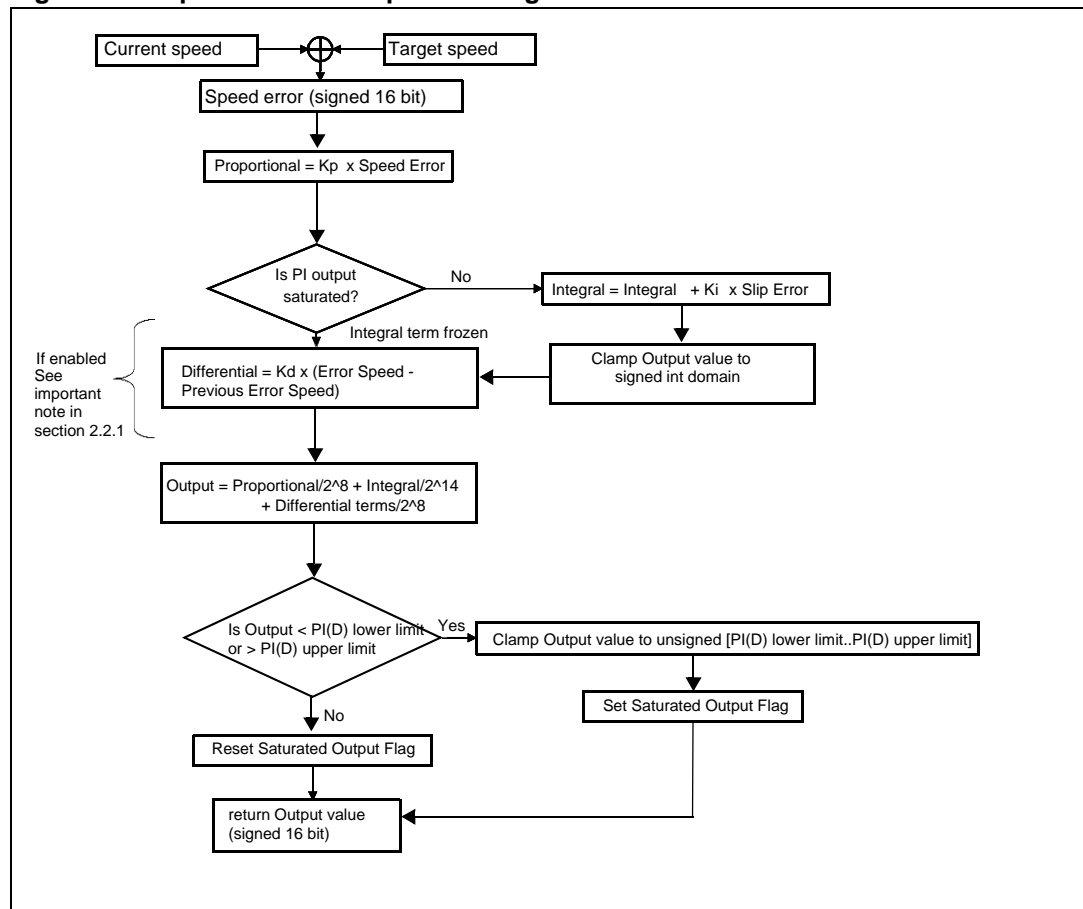 Current speed
Target speed
Speed error (signed 16 bit)
Proportional = Kp x Speed Error
Is PI output
saturated?
No
Integral = Integral + Ki x Slip Error
Integral term frozen
Clamp Output value to
signed int domain
If enabled
See
important
note in
section 2.2.1
Differential = Kd x (Error Speed -
Previous Error Speed)
Output = Proportional/2^8 + Integral/2^14
+ Differential terms/2^8
Is Output < PI(D) lower limit
or > PI(D) upper limit
Yes
Clamp Output value to unsigned [PI(D) lower limit..PI(D) upper limit]
Set Saturated Output Flag
No
Reset Saturated Output Flag
return Output value
(signed 16 bit)